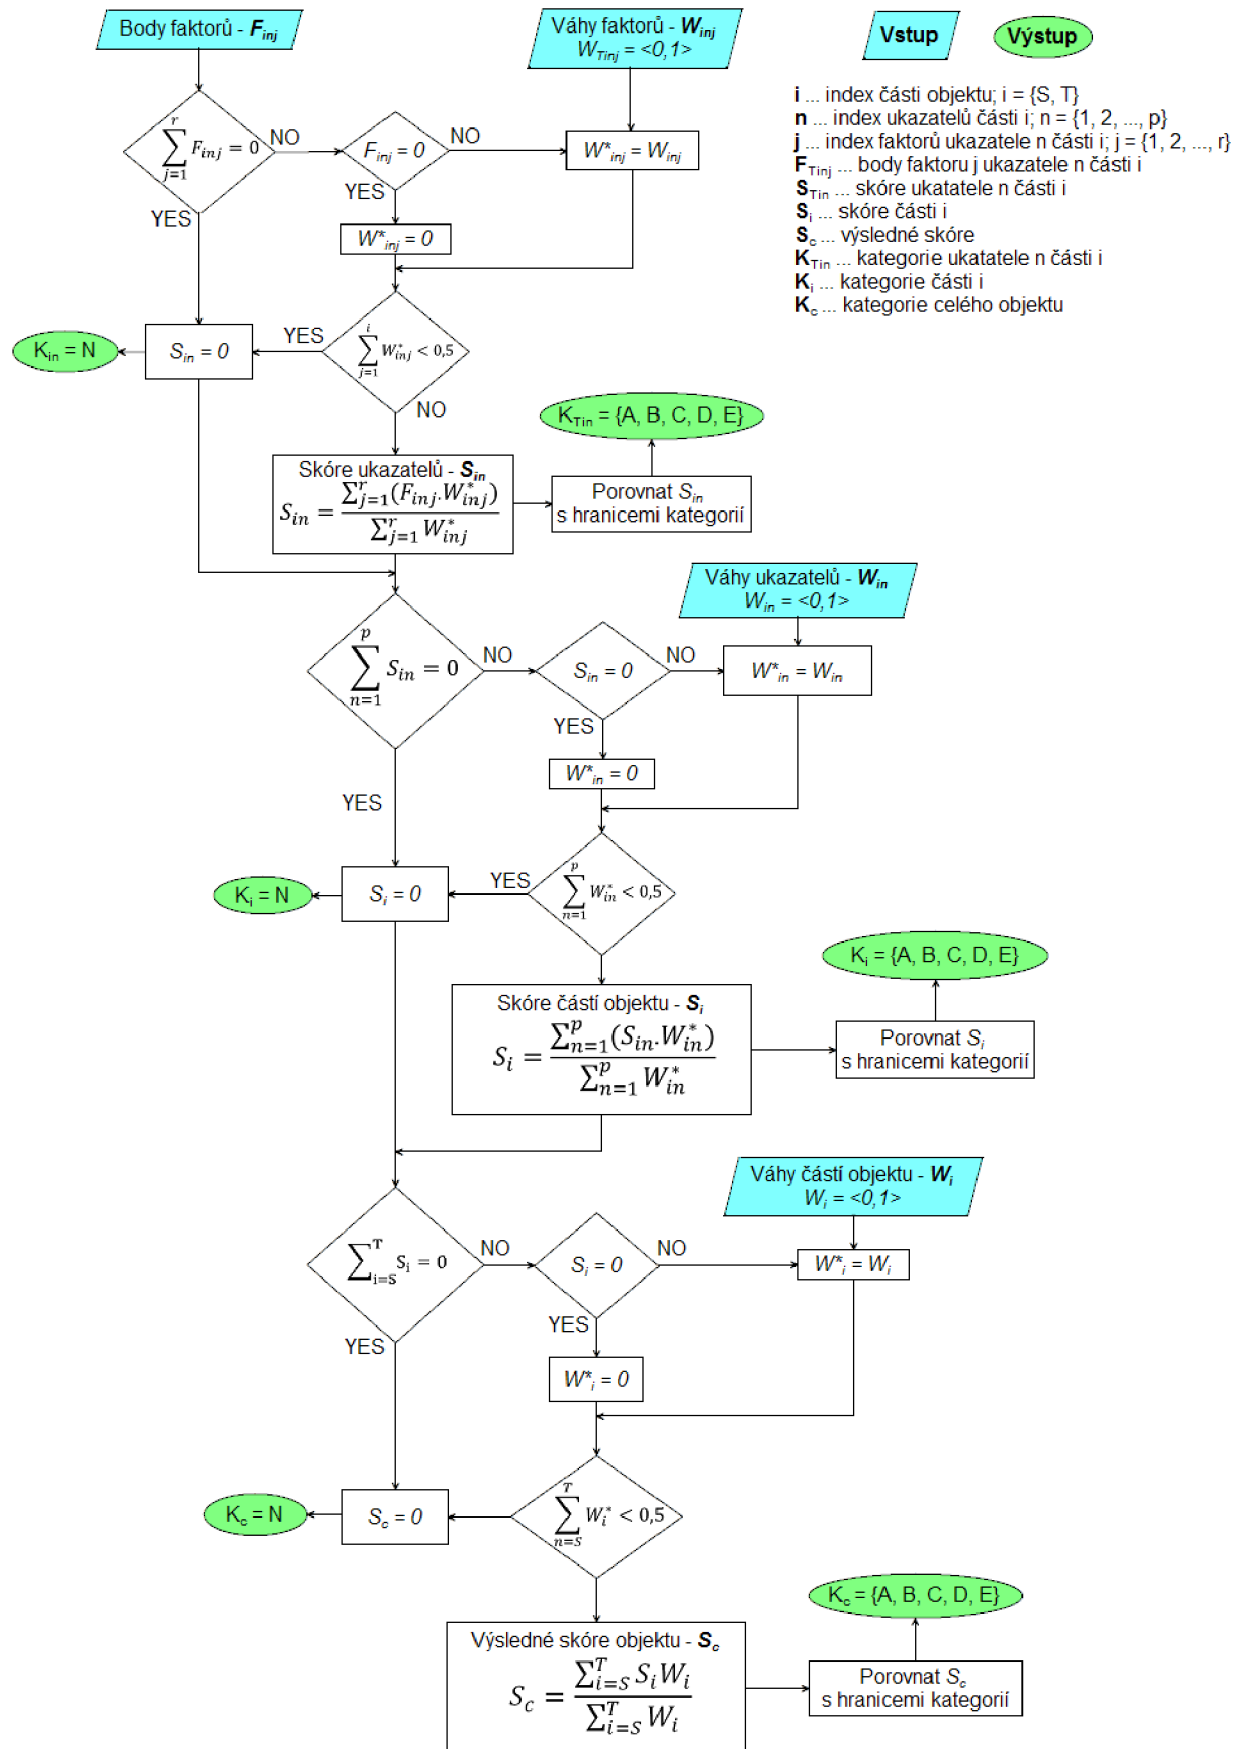 Body faktorů - F_inj
Váhy faktorů - W_inj
W_Tinj = <0,1>
Vstup
Výstup
i ... index části objektu; i = {S, T}
n ... index ukazatelů části i; n = {1, 2, ..., p}
j ... index faktorů ukazatele n části i; j = {1, 2, ..., r}
F_Tinj ... body faktoru j ukazatele n části i
S_Tin ... skóre ukatatele n části i
S_i ... skóre části i
S_c ... výsledné skóre
K_Tin ... kategorie ukatatele n části i
K_i ... kategorie části i
K_c ... kategorie celého objektu
∑_{j=1}^{r} F_inj = 0
NO
F_inj = 0
NO
W*_inj = W_inj
YES
YES
W*_inj = 0
K_in = N
S_in = 0
YES
∑_{j=1}^{i} W*_inj < 0,5
NO
K_Tin = {A, B, C, D, E}
Skóre ukazatelů - S_in
S_in = ∑_{j=1}^{r}(F_inj.W*_inj) / ∑_{j=1}^{r} W*_inj
Porovnat S_in
s hranicemi kategorií
Váhy ukazatelů - W_in
W_in = <0,1>
∑_{n=1}^{p} S_in = 0
NO
S_in = 0
NO
W*_in = W_in
YES
W*_in = 0
YES
K_i = N
S_i = 0
YES
∑_{n=1}^{p} W*_in < 0,5
K_i = {A, B, C, D, E}
Skóre částí objektu - S_i
S_i = ∑_{n=1}^{p}(S_in.W*_in) / ∑_{n=1}^{p} W*_in
Porovnat S_i
s hranicemi kategorií
Váhy částí objektu - W_i
W_i = <0,1>
∑_{i=S}^{T} S_i = 0
NO
S_i = 0
NO
W*_i = W_i
YES
YES
W*_i = 0
K_c = N
S_c = 0
∑_{n=S}^{T} W*_i < 0,5
K_c = {A, B, C, D, E}
Výsledné skóre objektu - S_c
S_c = ∑_{i=S}^{T} S_i W_i / ∑_{i=S}^{T} W_i
Porovnat S_c
s hranicemi kategorií